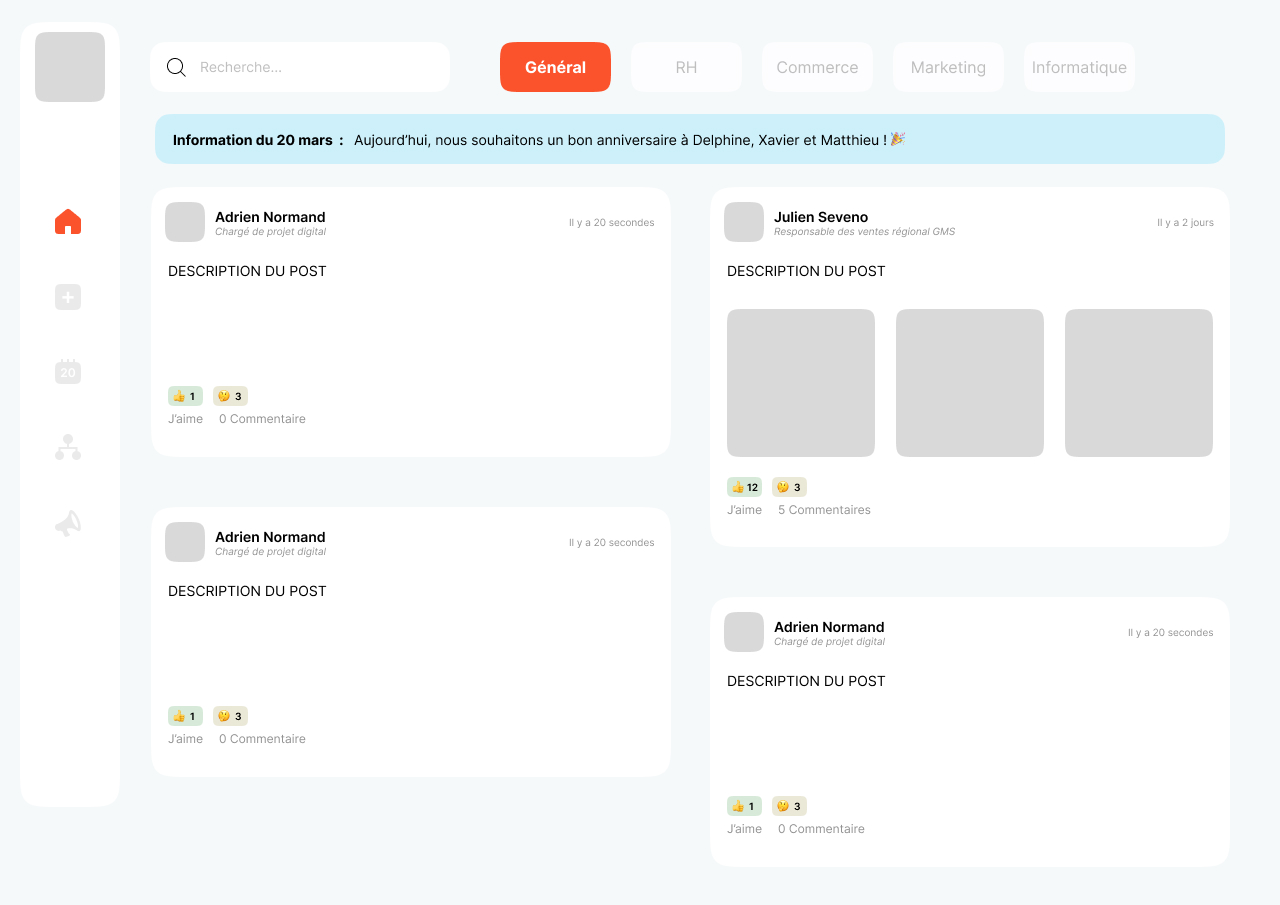 Recherche...
Général
RH
Commerce
Marketing
Informatique
Information du 20 mars : Aujourd’hui, nous souhaitons un bon anniversaire à Delphine, Xavier et Matthieu ! 🎉
20
Adrien Normand
Chargé de projet digital
Il y a 20 secondes
DESCRIPTION DU POST
👍 1 🤔 3
J’aime 0 Commentaire
Adrien Normand
Chargé de projet digital
Il y a 20 secondes
DESCRIPTION DU POST
👍 1 🤔 3
J’aime 0 Commentaire
Julien Seveno
Responsable des ventes régional GMS
Il y a 2 jours
DESCRIPTION DU POST
👍 12 🤔 3
J’aime 5 Commentaires
Adrien Normand
Chargé de projet digital
Il y a 20 secondes
DESCRIPTION DU POST
👍 1 🤔 3
J’aime 0 Commentaire